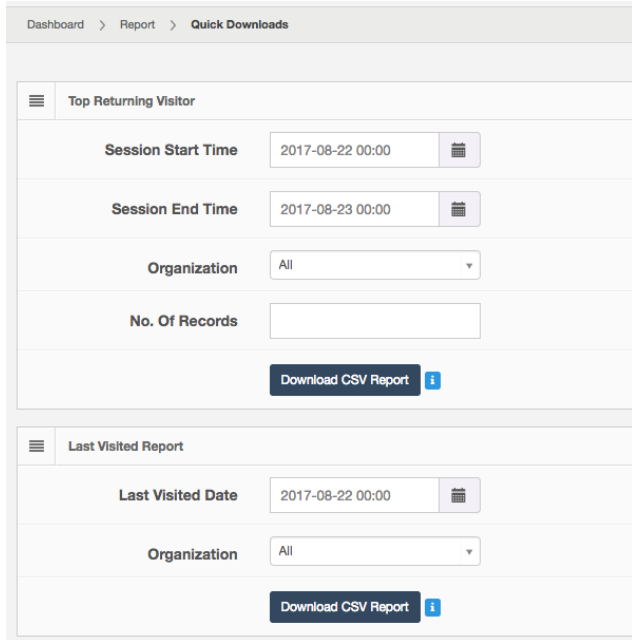 Dashboard > Report > Quick Downloads
Top Returning Visitor
Session Start Time 2017-08-22 00:00
Session End Time 2017-08-23 00:00
Organization All
No. Of Records
Download CSV Report i
Last Visited Report
Last Visited Date 2017-08-22 00:00
Organization All
Download CSV Report i